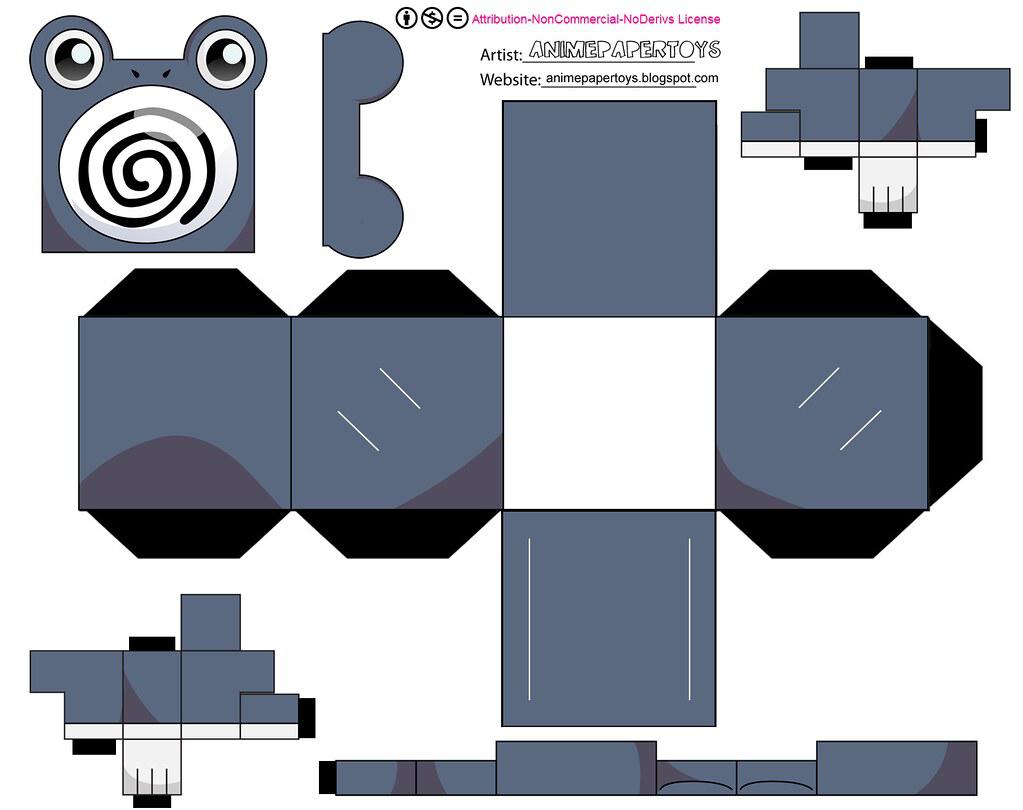 Attribution-NonCommercial-NoDerivs License
Artist: ANIMEPAPERTOYS
Website: animepapertoys.blogspot.com